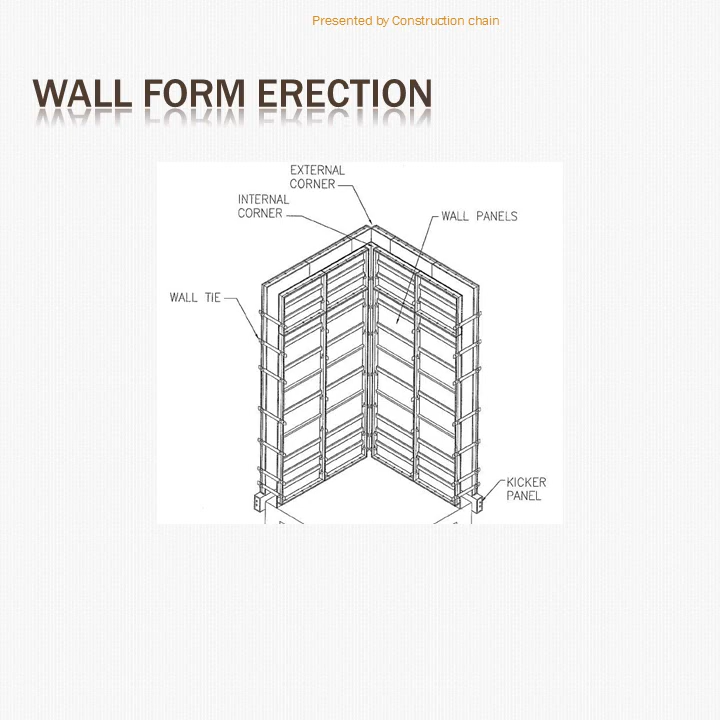 Presented by Construction chain
WALL FORM ERECTION
EXTERNAL
CORNER
INTERNAL
CORNER
WALL PANELS
WALL TIE
KICKER
PANEL